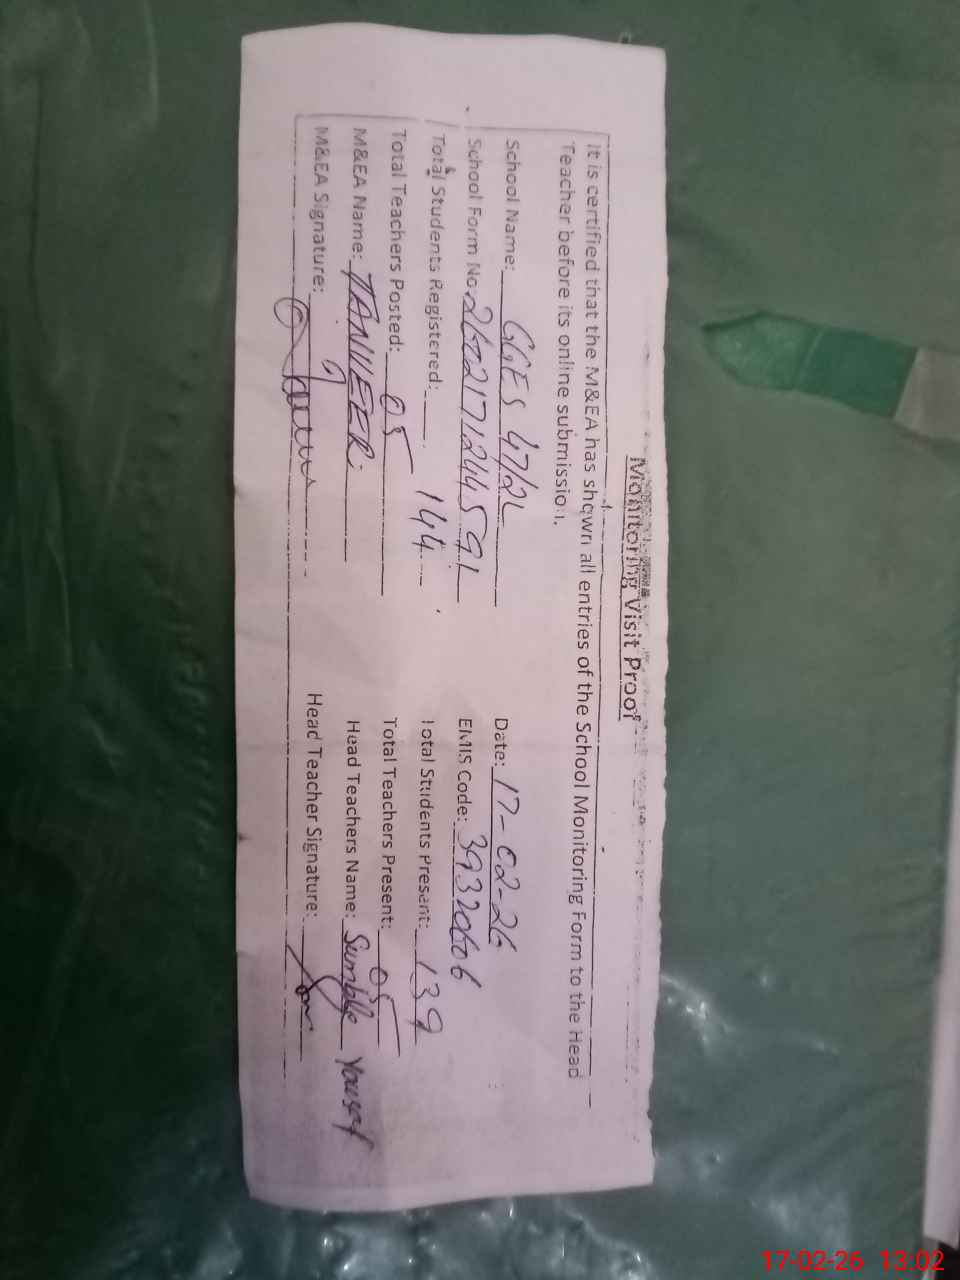 Monitoring Visit Proof
It is certified that the M&EA has shown all entries of the School Monitoring Form to the Head
Teacher before its online submission.
School Name: GGES 47/2L Date: 17-02-26
School Form No. EMIS Code: 39320606
Total Students Registered: 144 Total Students Present: 139
Total Teachers Posted: 05 Total Teachers Present: 05
M&EA Name: TANVEER Head Teachers Name: Sumbllo Yousaf
M&EA Signature: Head Teacher Signature:
17-02-26 13:02